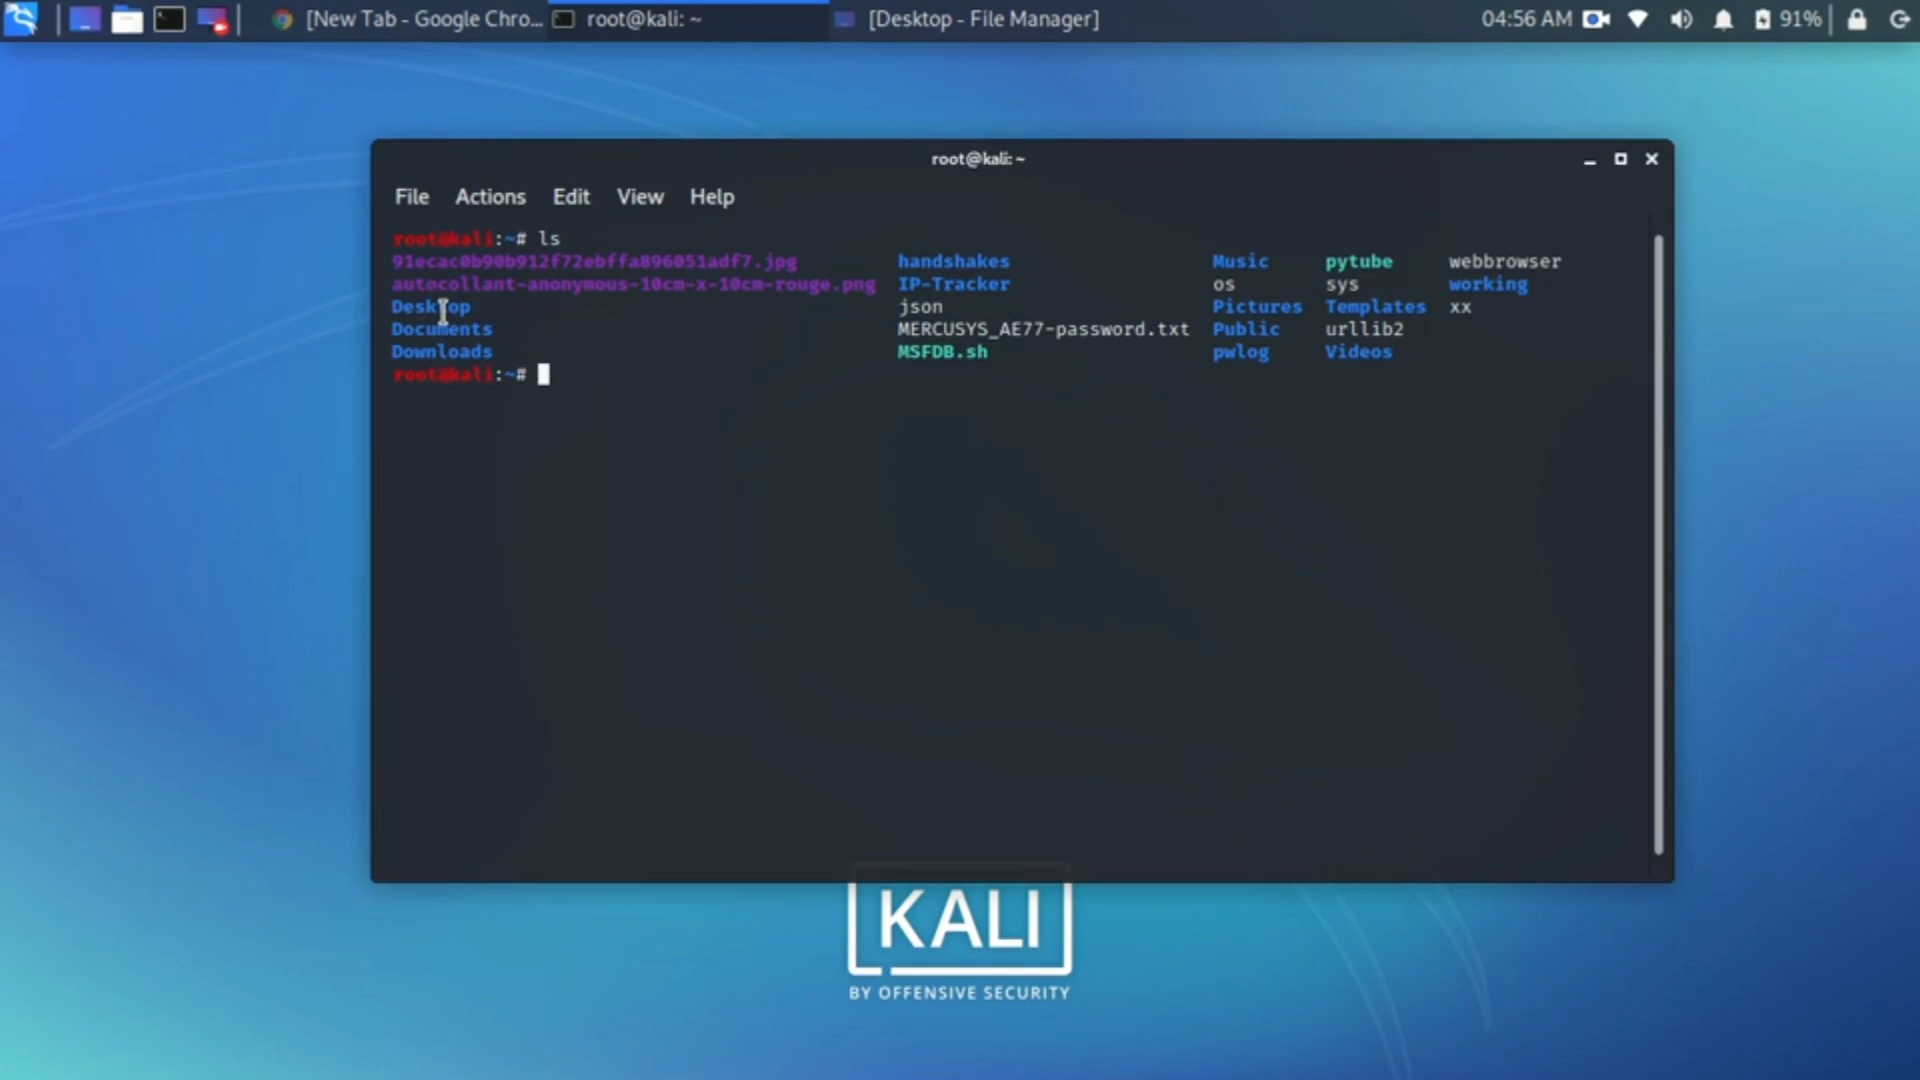 [New Tab - Google Chro... root@kali: ~ [Desktop - File Manager] 04:56 AM 91%
root@kali: ~
File Actions Edit View Help
root@kali:~# ls
91ecac0b90b912f72ebffa896051adf7.jpg handshakes Music pytube webbrowser
autocollant-anonymous-10cm-x-10cm-rouge.png IP-Tracker os sys working
Desktop json Pictures Templates xx
Documents MERCUSYS_AE77-password.txt Public urllib2
Downloads MSFDB.sh pwlog Videos
root@kali:~#
KALI
BY OFFENSIVE SECURITY